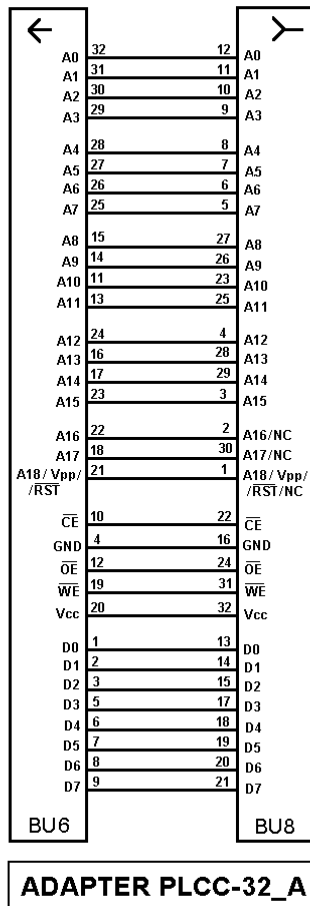 A0 32 12 A0
A1 31 11 A1
A2 30 10 A2
A3 29 9 A3
A4 28 8 A4
A5 27 7 A5
A6 26 6 A6
A7 25 5 A7
A8 15 27 A8
A9 14 26 A9
A10 11 23 A10
A11 13 25 A11
A12 24 4 A12
A13 16 28 A13
A14 17 29 A14
A15 23 3 A15
A16 22 2 A16/NC
A17 18 30 A17/NC
A18/ Vpp/ 21 1 A18/ Vpp/
/RST /RST/NC
CE 10 22 CE
GND 4 16 GND
OE 12 24 OE
WE 19 31 WE
Vcc 20 32 Vcc
D0 1 13 D0
D1 2 14 D1
D2 3 15 D2
D3 5 17 D3
D4 6 18 D4
D5 7 19 D5
D6 8 20 D6
D7 9 21 D7
BU6 BU8
ADAPTER PLCC-32_A